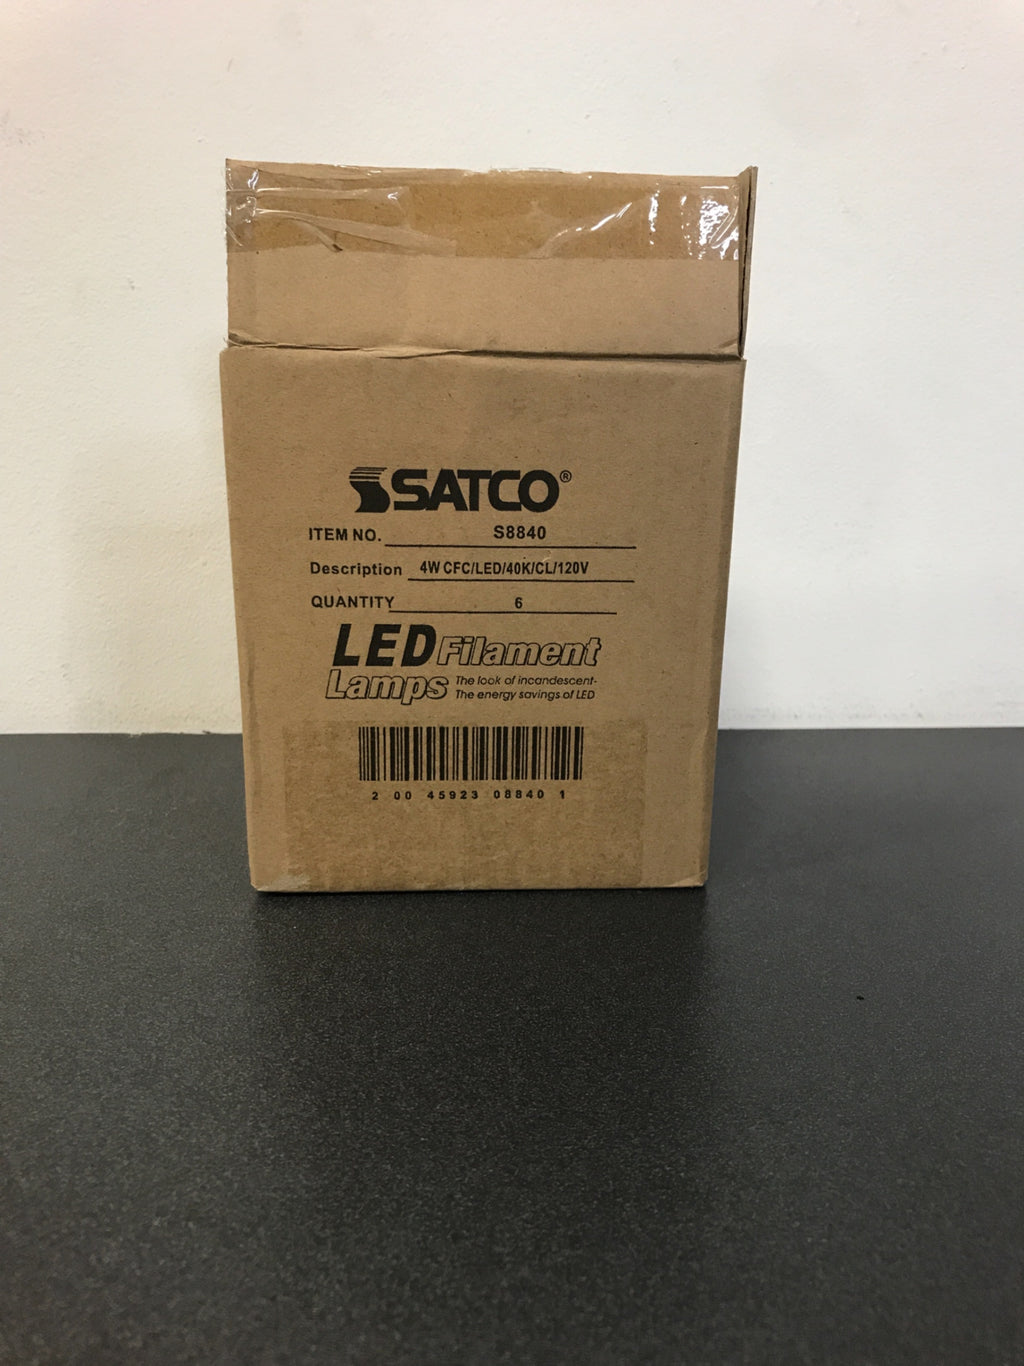 SATCO®
ITEM NO. S8840
Description 4W CFC/LED/40K/CL/120V
QUANTITY 6
LED Filament
Lamps The look of incandescent-
The energy savings of LED
2 00 45923 08840 1